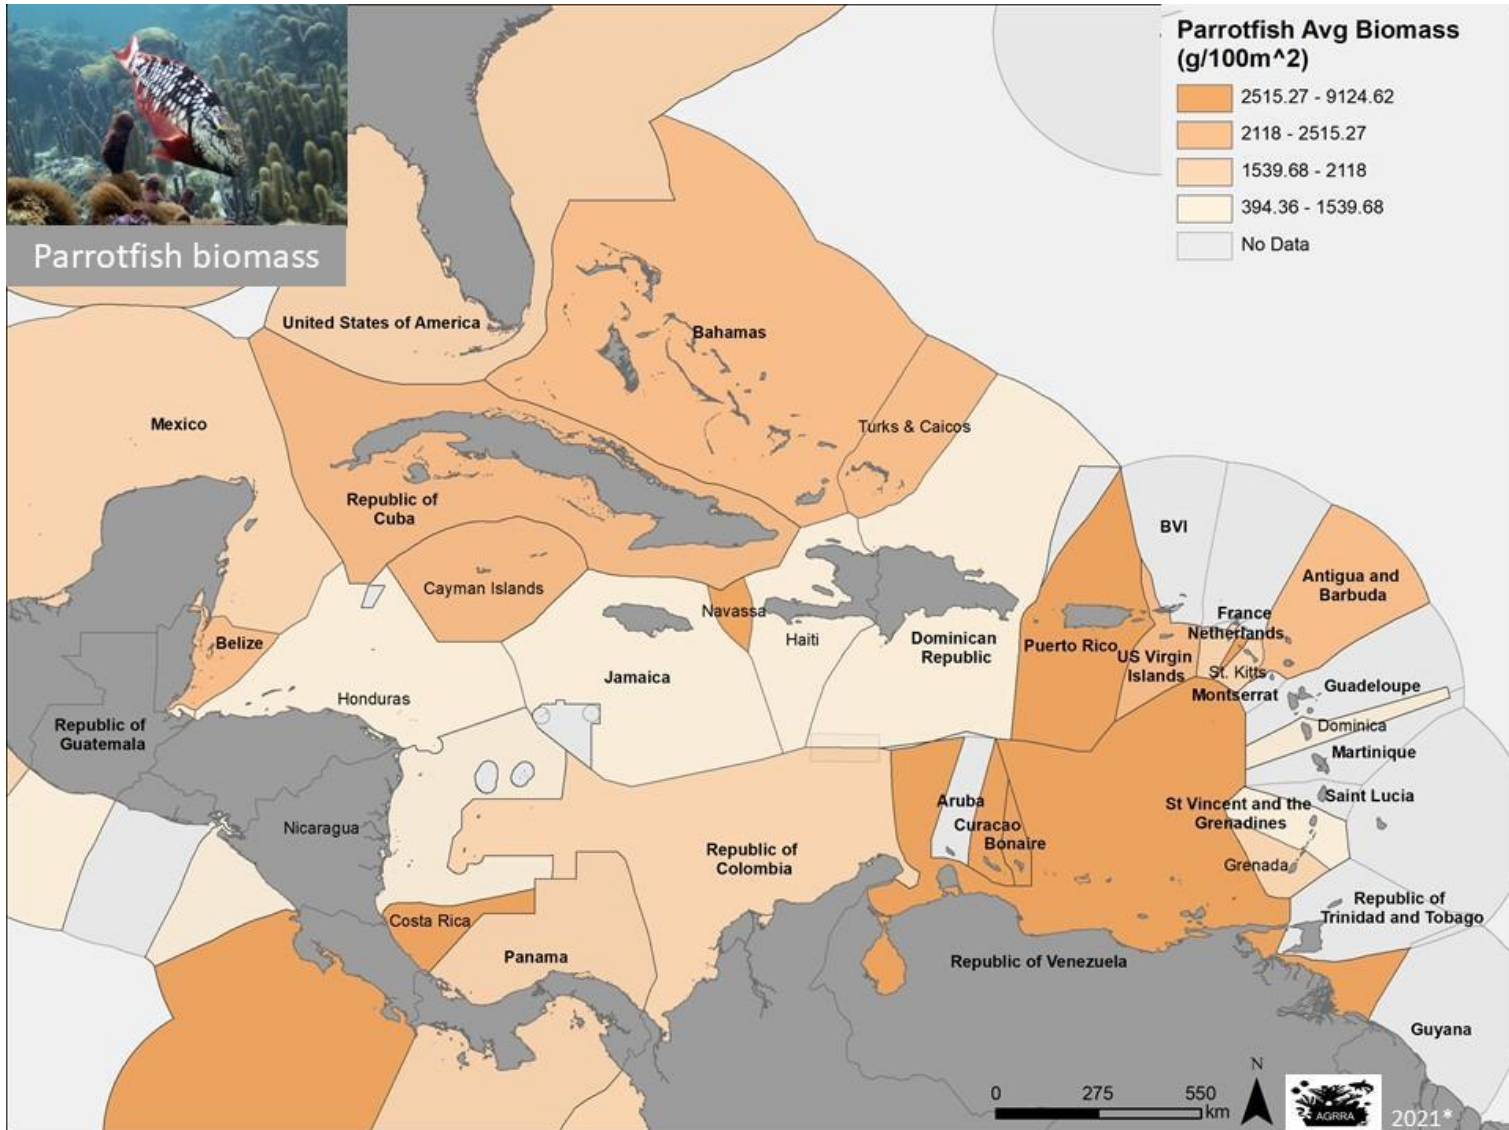 Parrotfish biomass
Parrotfish Avg Biomass
(g/100m^2)
2515.27 - 9124.62
2118 - 2515.27
1539.68 - 2118
394.36 - 1539.68
No Data
United States of America
Bahamas
Mexico
Turks & Caicos
Republic of
Cuba
BVI
Cayman Islands
Antigua and
Barbuda
Navassa
France
Netherlands
Belize
Haiti
Dominican
Republic
Puerto Rico
US Virgin
Islands
St. Kitts
Jamaica
Honduras
Montserrat
Guadeloupe
Republic of
Guatemala
Dominica
Martinique
Aruba
Saint Lucia
St Vincent and the
Grenadines
Curacao
Bonaire
Nicaragua
Republic of
Colombia
Grenada
Costa Rica
Republic of
Trinidad and Tobago
Panama
Republic of Venezuela
Guyana
N
0 275 550
km
AGRRA
2021*